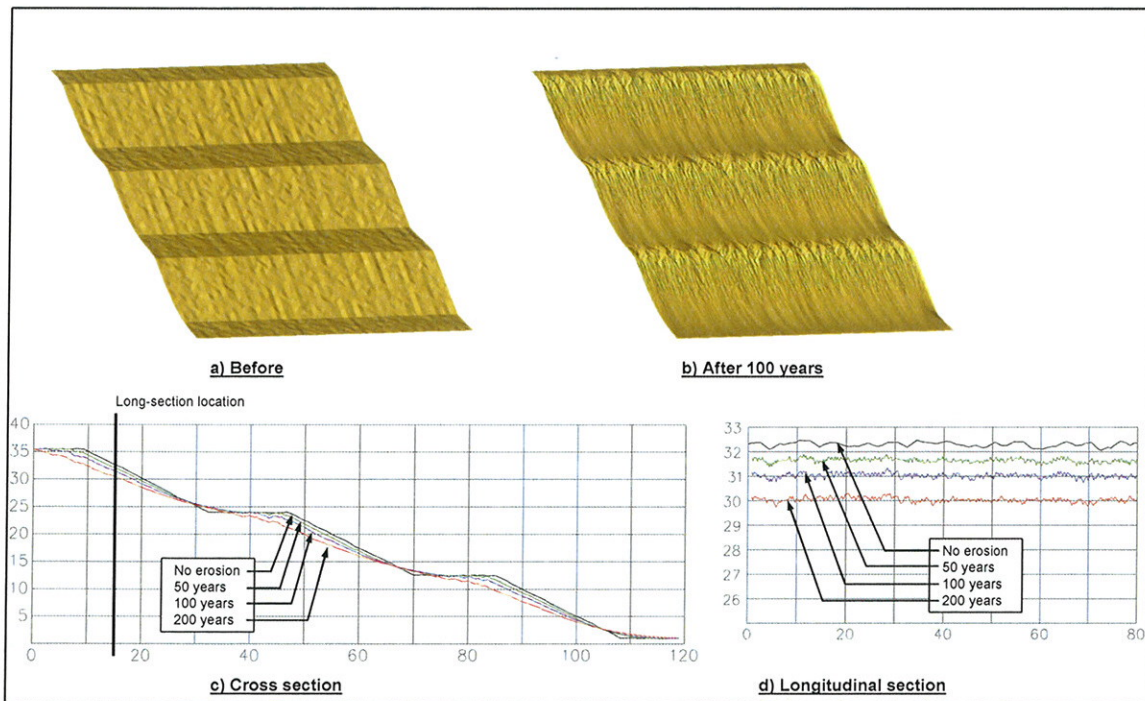 a) Before
b) After 100 years
Long-section location
40
35
30
25
20
15
10
5
0
20
40
60
80
100
120
No erosion
50 years
100 years
200 years
c) Cross section
33
32
31
30
29
28
27
26
0
20
40
60
80
No erosion
50 years
100 years
200 years
d) Longitudinal section